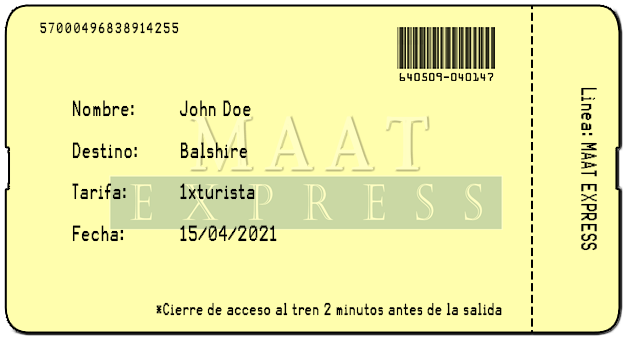 57000496838914255
640509-040147
Nombre: John Doe
MAAT
Destino: Balshire
Tarifa: 1xturista
EXPRESS
Fecha: 15/04/2021
*Cierre de acceso al tren 2 minutos antes de la salida
Línea: MAAT EXPRESS